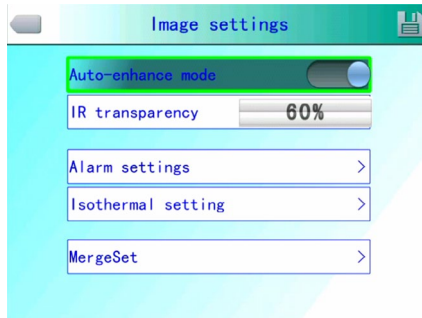 Image settings
Auto-enhance mode
IR transparency 60%
Alarm settings >
Isothermal setting >
MergeSet >